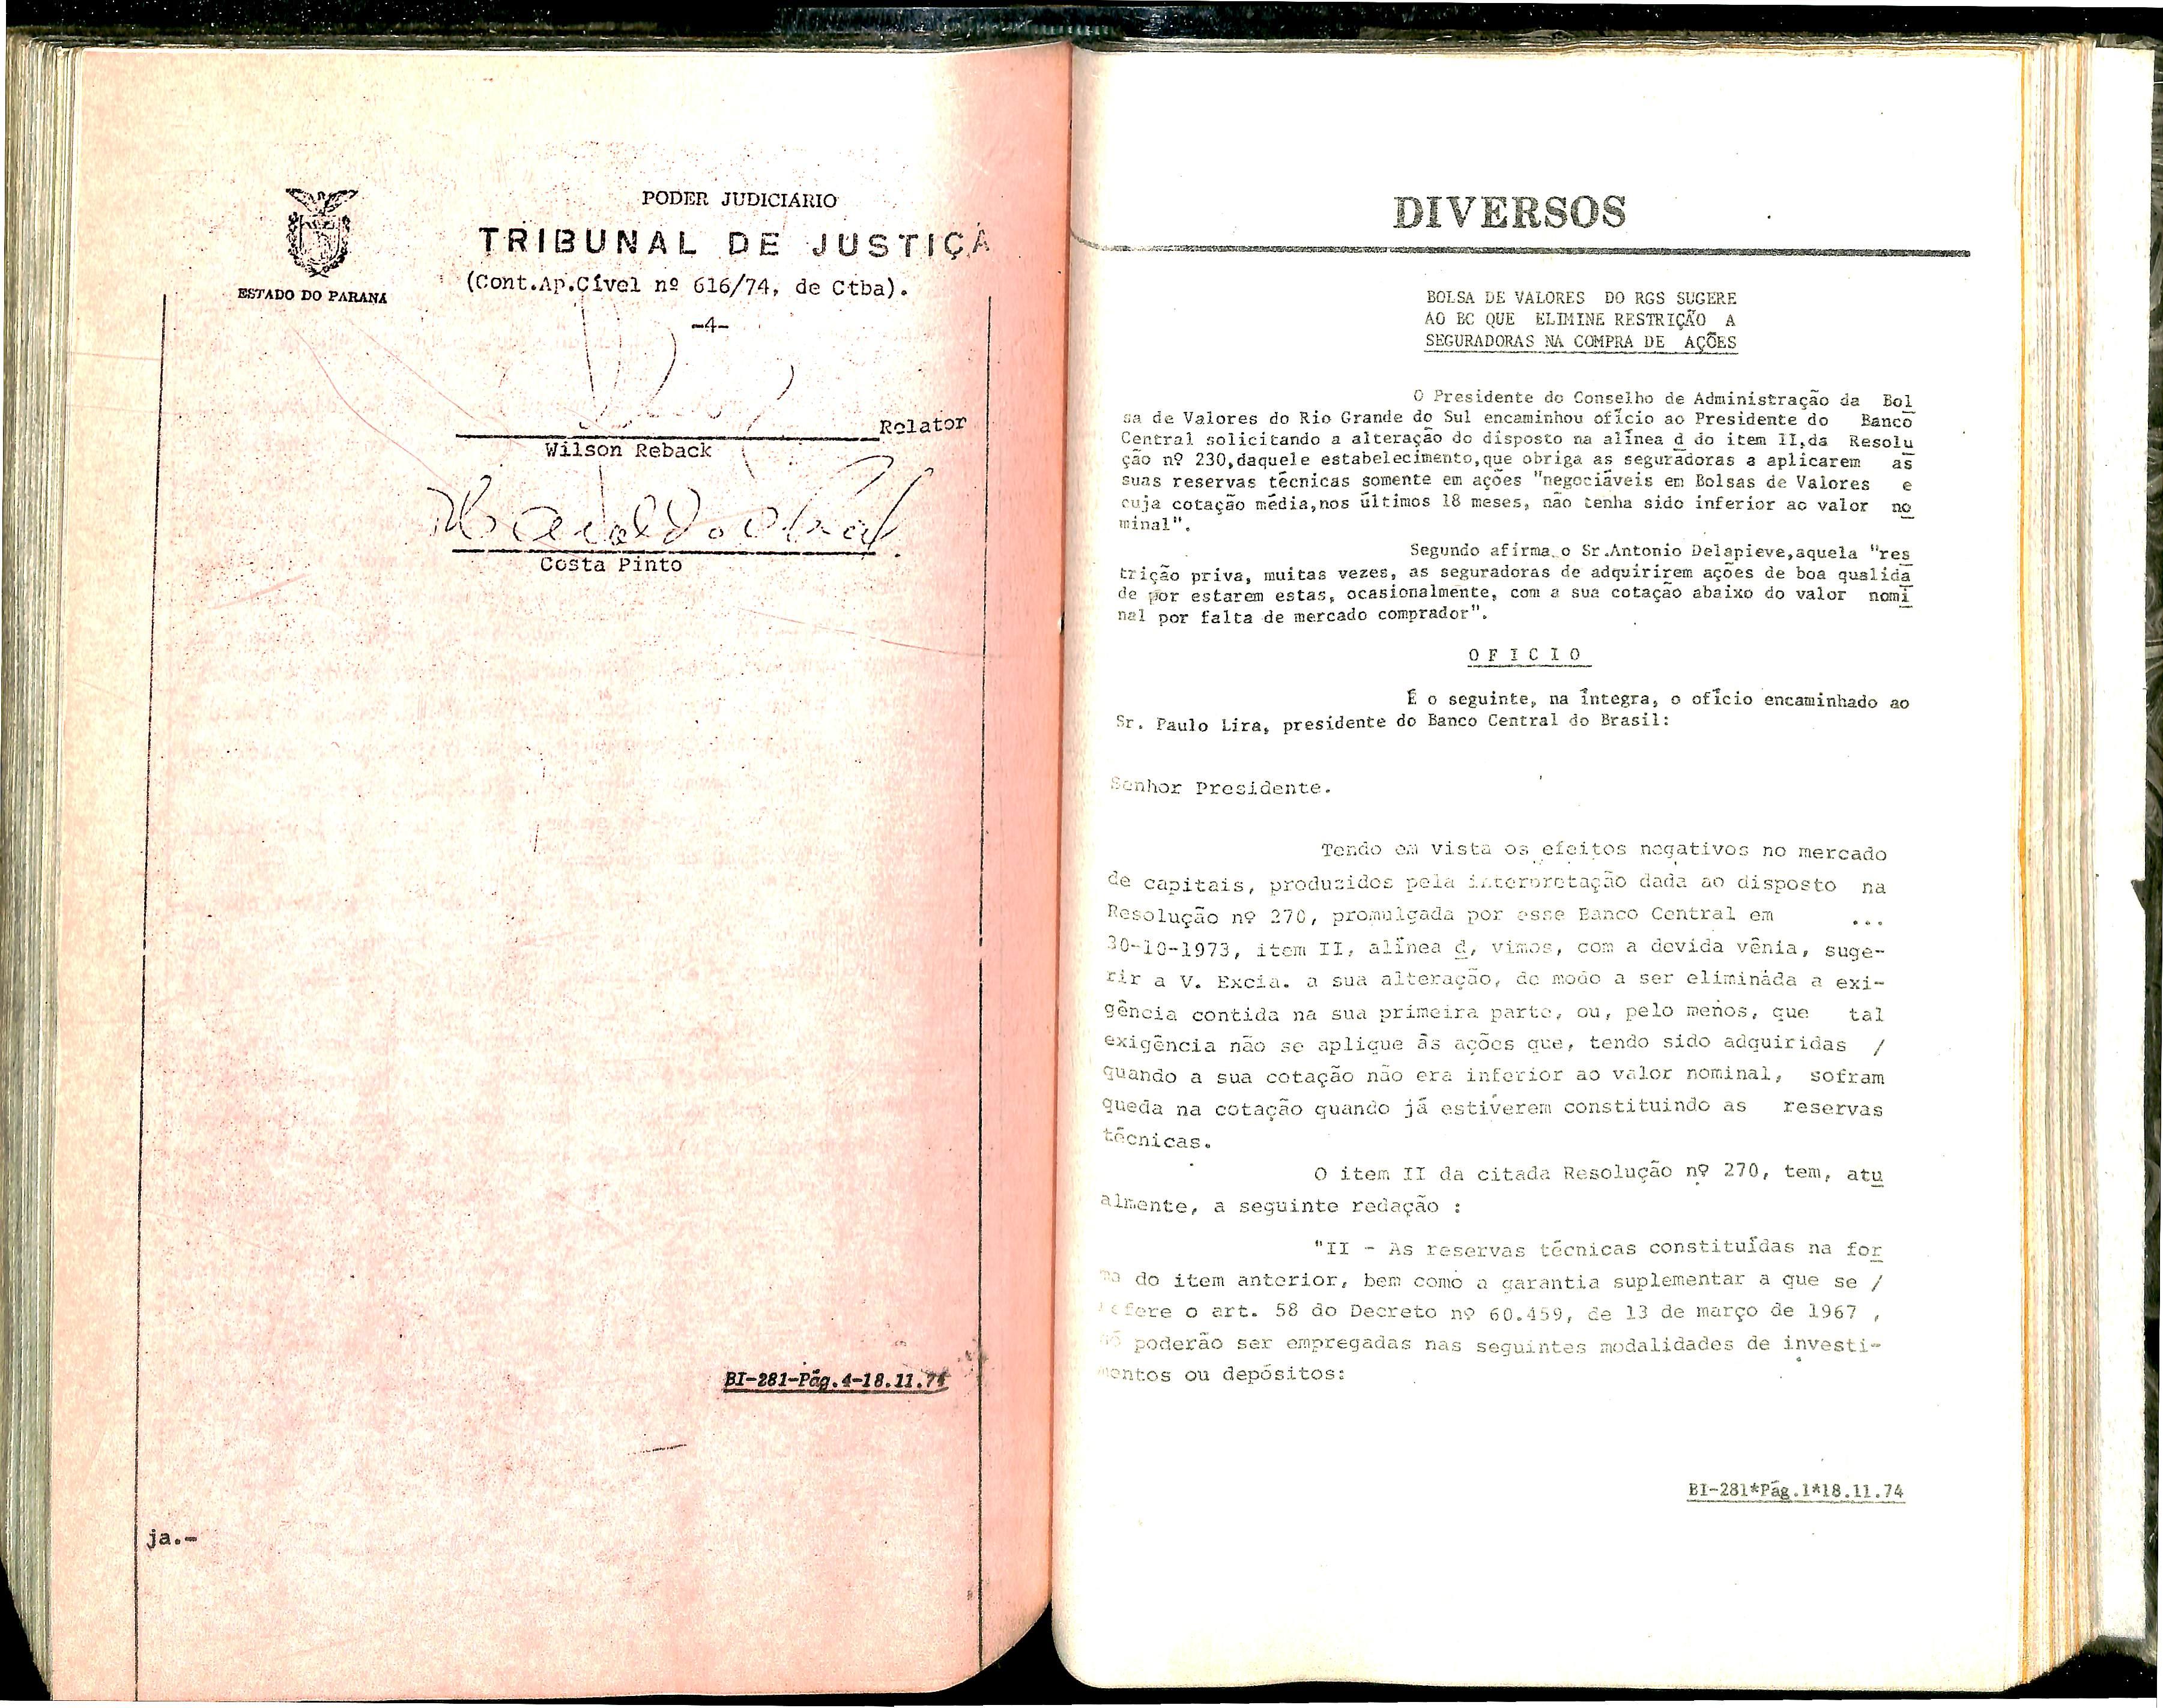 PODER JUDICIÁRIO
TRIBUNAL DE JUSTIÇA
(Cont.Ap.Cível nº 616/74, de Ctba).
ESTADO DO PARANÁ
-4-
Relator
Wilson Reback
Costa Pinto
BI-281-Pág.4-18.11.74
ja.-
DIVERSOS
BOLSA DE VALORES DO RGS SUGERE
AO BC QUE ELIMINE RESTRIÇÃO A
SEGURADORAS NA COMPRA DE AÇÕES
O Presidente do Conselho de Administração da Bol
sa de Valores do Rio Grande do Sul encaminhou ofício ao Presidente do Banco
Central solicitando a alteração do disposto na alínea d do item II,da Resolu
ção nº 230,daquele estabelecimento,que obriga as seguradoras a aplicarem as
suas reservas técnicas somente em ações "negociáveis em Bolsas de Valores e
cuja cotação média,nos últimos 18 meses, não tenha sido inferior ao valor no
minal".
Segundo afirma o Sr.Antonio Delapieve,aquela "res
trição priva, muitas vezes, as seguradoras de adquirirem ações de boa qualida
de por estarem estas, ocasionalmente, com a sua cotação abaixo do valor nomi
nal por falta de mercado comprador".
OFICIO
É o seguinte, na íntegra, o ofício encaminhado ao
Sr. Paulo Lira, presidente do Banco Central do Brasil:
Senhor Presidente.
Tendo em vista os efeitos negativos no mercado
de capitais, produzidos pela interpretação dada ao disposto na
Resolução nº 270, promulgada por esse Banco Central em ...
30-10-1973, item II, alínea d, vimos, com a devida vênia, suge-
rir a V. Excia. a sua alteração, de modo a ser eliminada a exi-
gência contida na sua primeira parte, ou, pelo menos, que tal
exigência não se aplique às ações que, tendo sido adquiridas /
quando a sua cotação não era inferior ao valor nominal, sofram
queda na cotação quando já estiverem constituindo as reservas
técnicas.
O item II da citada Resolução nº 270, tem, atu
almente, a seguinte redação :
"II - As reservas técnicas constituídas na for
ma do item anterior, bem como a garantia suplementar a que se /
refere o art. 58 do Decreto nº 60.459, de 13 de março de 1967 ,
só poderão ser empregadas nas seguintes modalidades de investi-
mentos ou depósitos:
BI-281*Pág.1*18.11.74